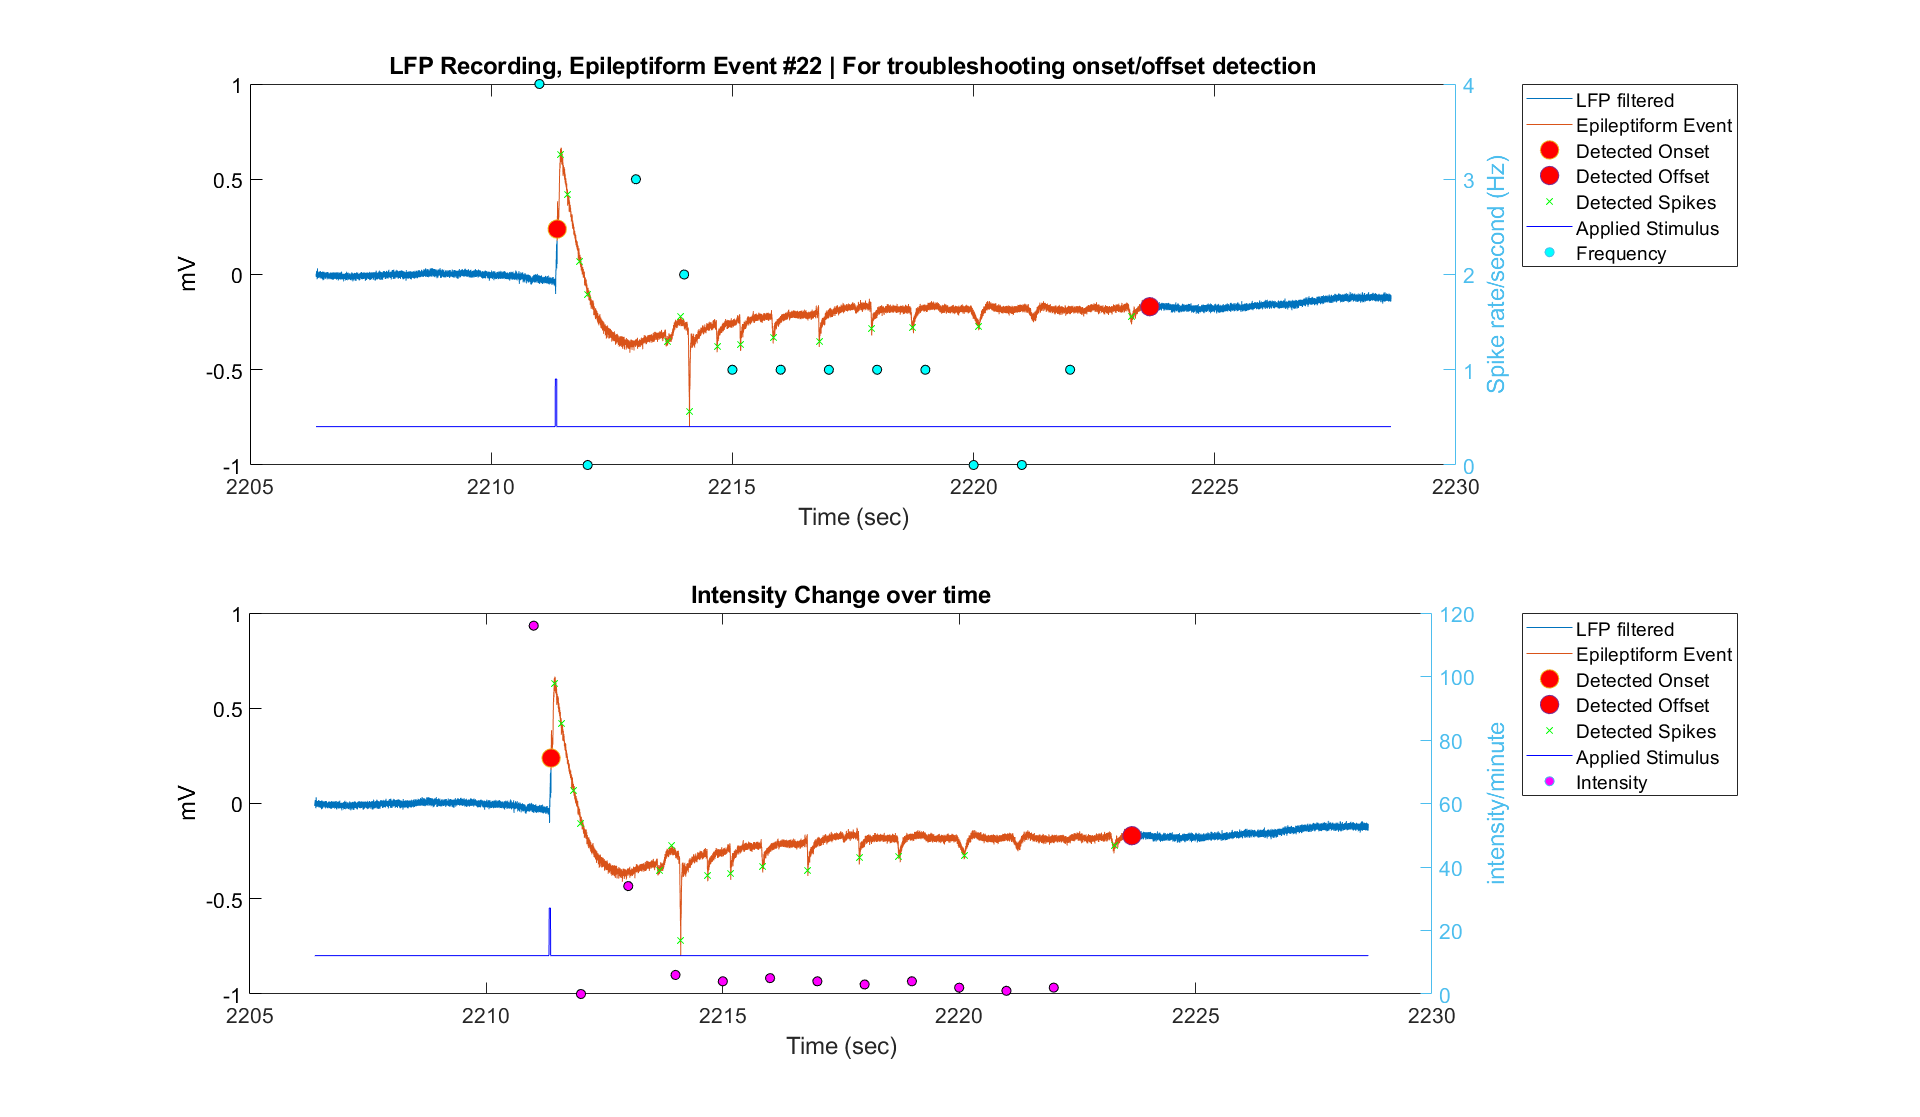 LFP Recording, Epileptiform Event #22 | For troubleshooting onset/offset detection
1
0.5
0
-0.5
-1
mV
4
3
2
1
0
Spike rate/second (Hz)
2205
2210
2215
2220
2225
2230
Time (sec)
LFP filtered
Epileptiform Event
Detected Onset
Detected Offset
Detected Spikes
Applied Stimulus
Frequency
Intensity Change over time
1
0.5
0
-0.5
-1
mV
120
100
80
60
40
20
0
intensity/minute
2205
2210
2215
2220
2225
2230
Time (sec)
LFP filtered
Epileptiform Event
Detected Onset
Detected Offset
Detected Spikes
Applied Stimulus
Intensity